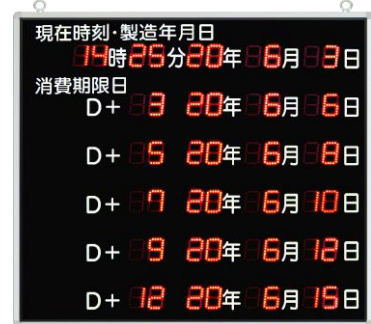 現在時刻・製造年月日
14時26分20年 6月 3日
消費期限日
D+ 3 20年 6月 6日
D+ 5 20年 6月 8日
D+ 7 20年 6月10日
D+ 9 20年 6月12日
D+ 12 20年 6月15日